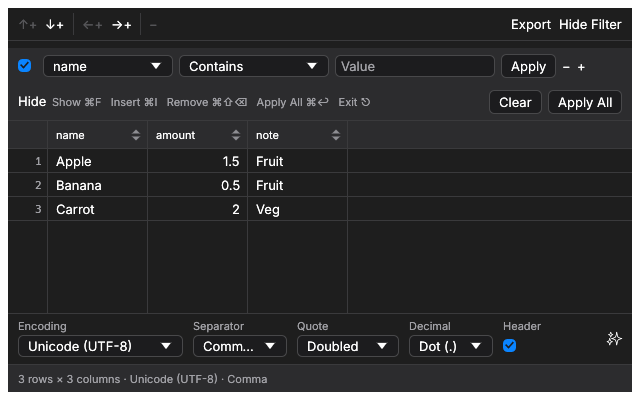 Export Hide Filter
name Contains Value Apply − +
Hide Show ⌘F Insert ⌘I Remove ⌘⇧⌫ Apply All ⌘↩ Exit ⎋ Clear Apply All
name amount note
1 Apple 1.5 Fruit
2 Banana 0.5 Fruit
3 Carrot 2 Veg
Encoding Separator Quote Decimal Header
Unicode (UTF-8) Comm... Doubled Dot (.)
3 rows × 3 columns · Unicode (UTF-8) · Comma